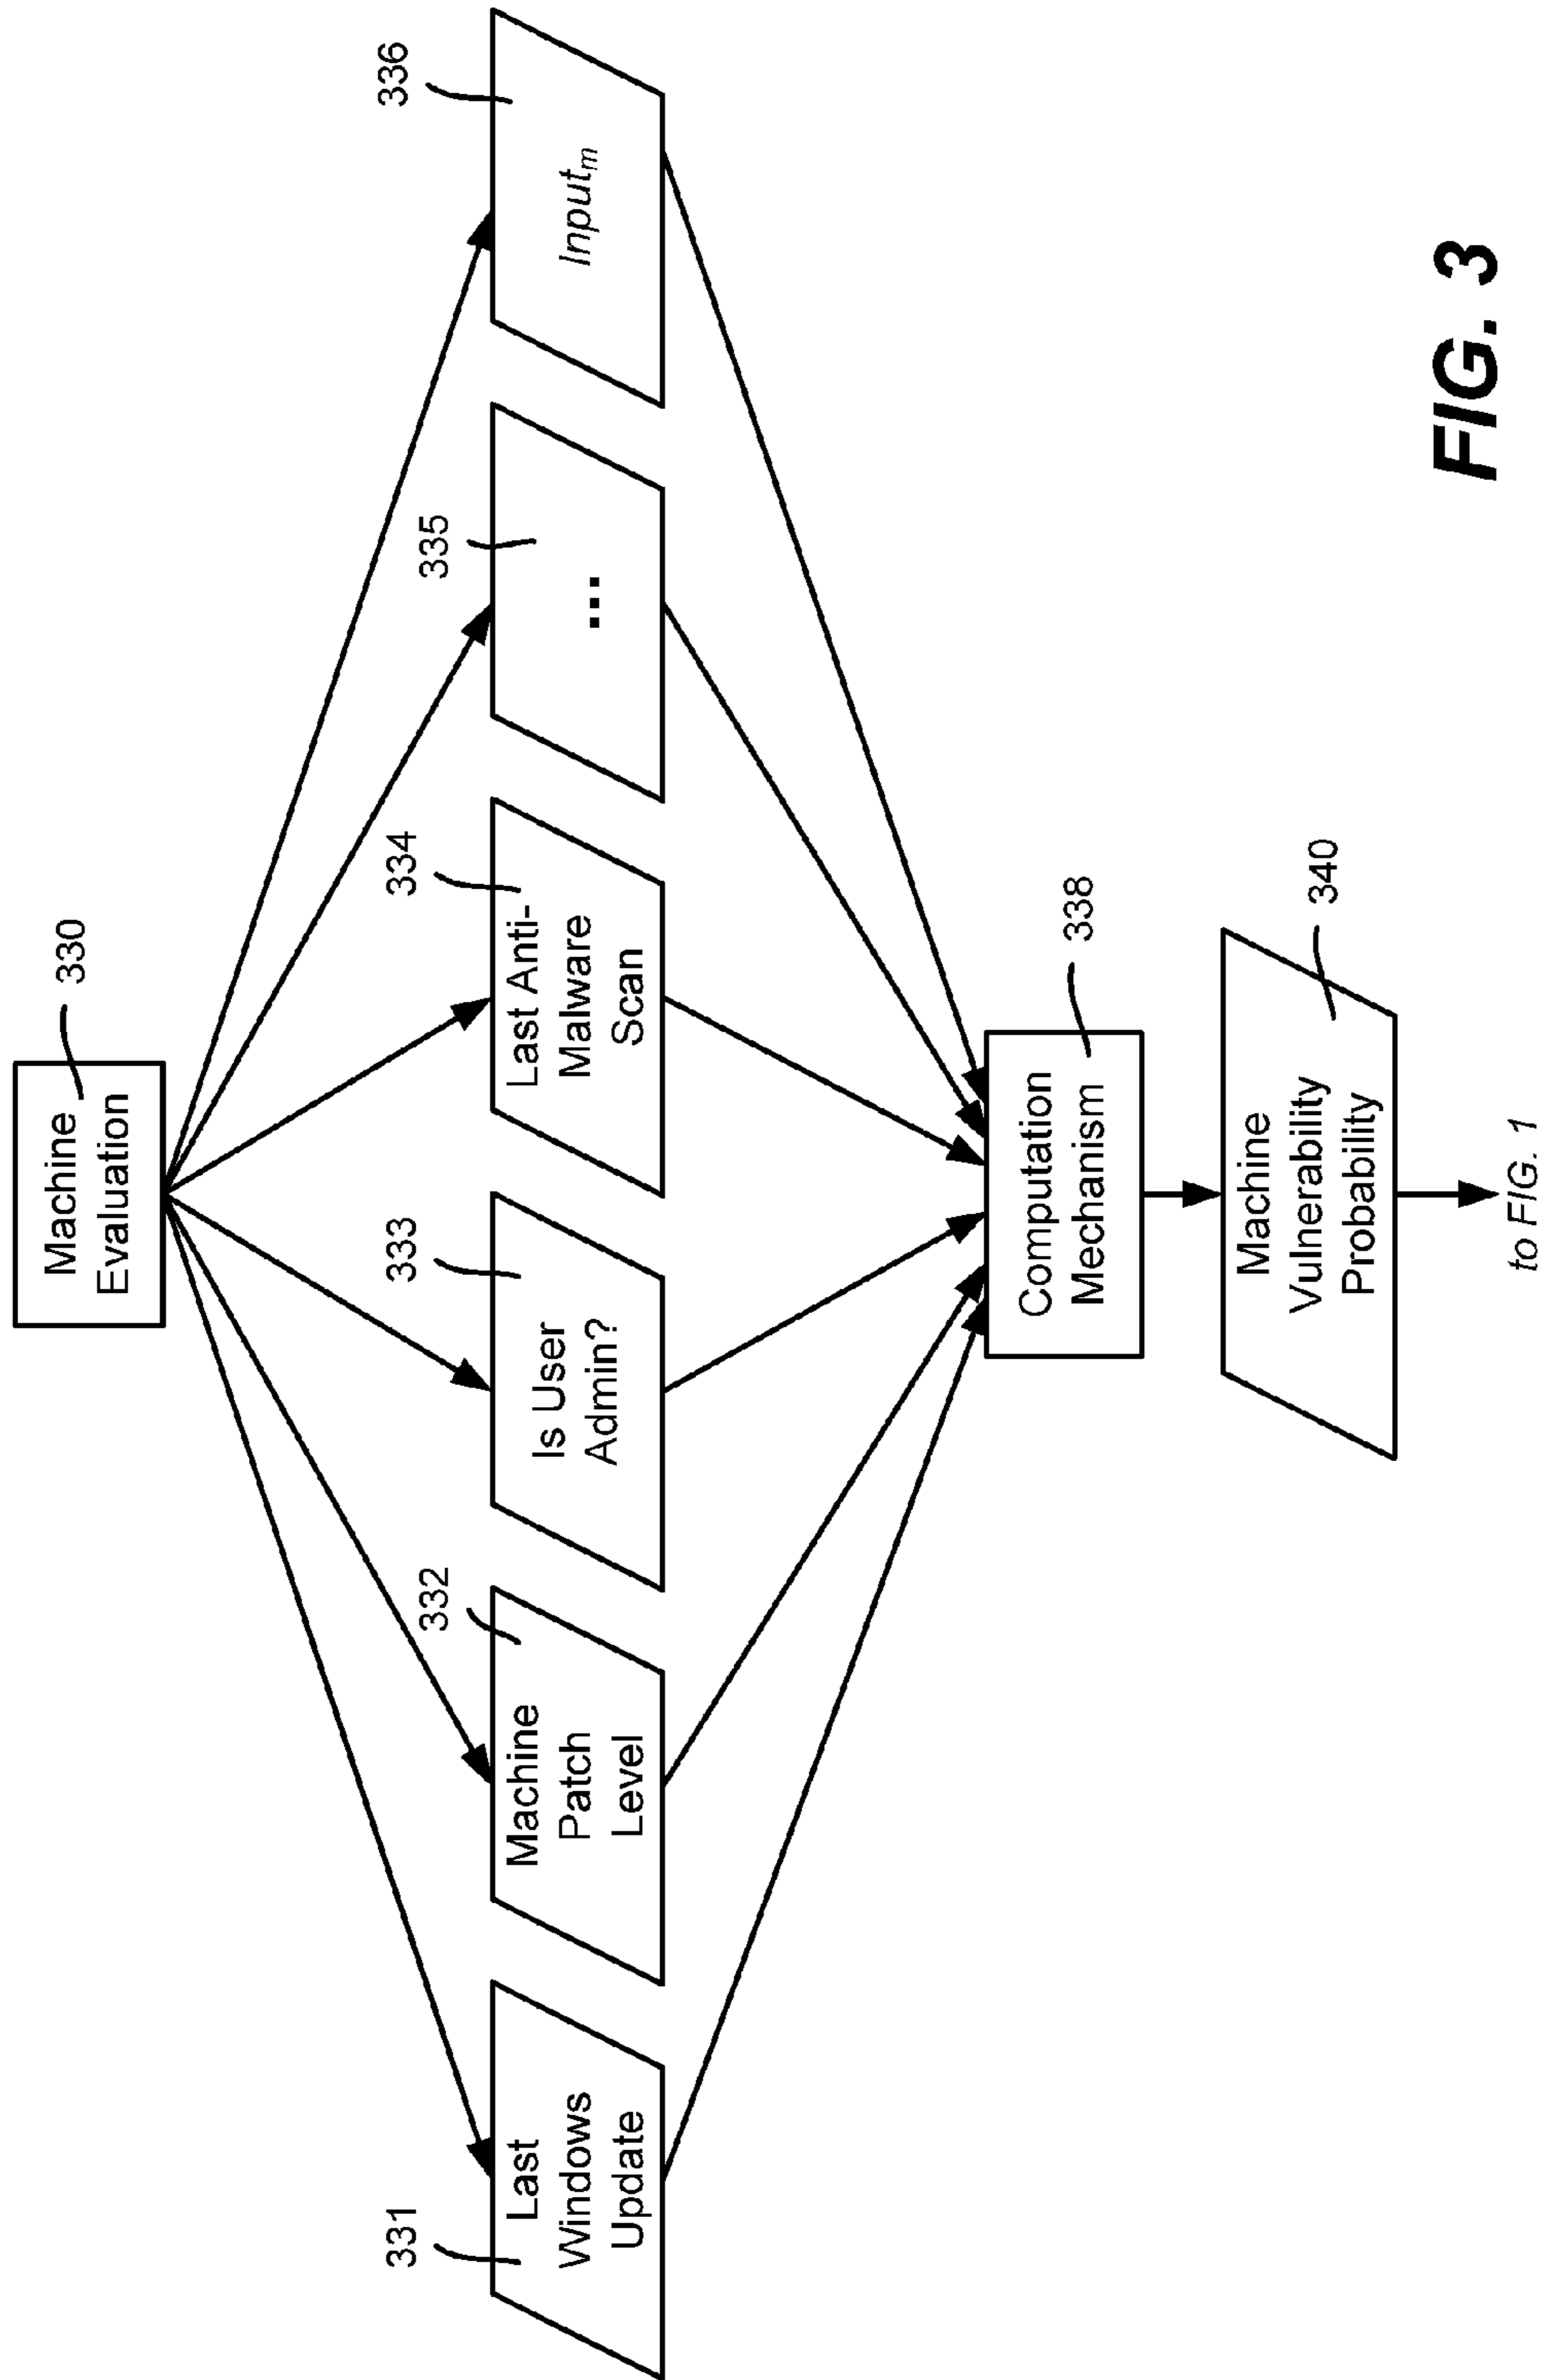 Machine
Evaluation
330
331
Last
Windows
Update
332
Machine
Patch
Level
333
Is User
Admin?
334
Last Anti-
Malware
Scan
335
...
336
Inputm
Computation
Mechanism
338
Machine
Vulnerability
Probability
340
to FIG. 1
FIG. 3